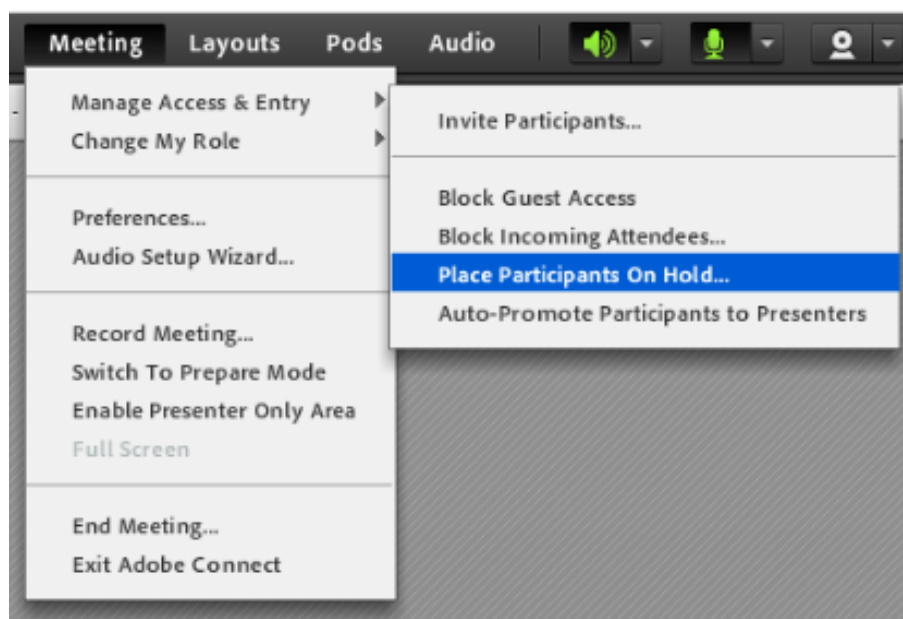 Meeting Layouts Pods Audio
Manage Access & Entry
Change My Role
Preferences...
Audio Setup Wizard...
Record Meeting...
Switch To Prepare Mode
Enable Presenter Only Area
Full Screen
End Meeting...
Exit Adobe Connect
Invite Participants...
Block Guest Access
Block Incoming Attendees...
Place Participants On Hold...
Auto-Promote Participants to Presenters